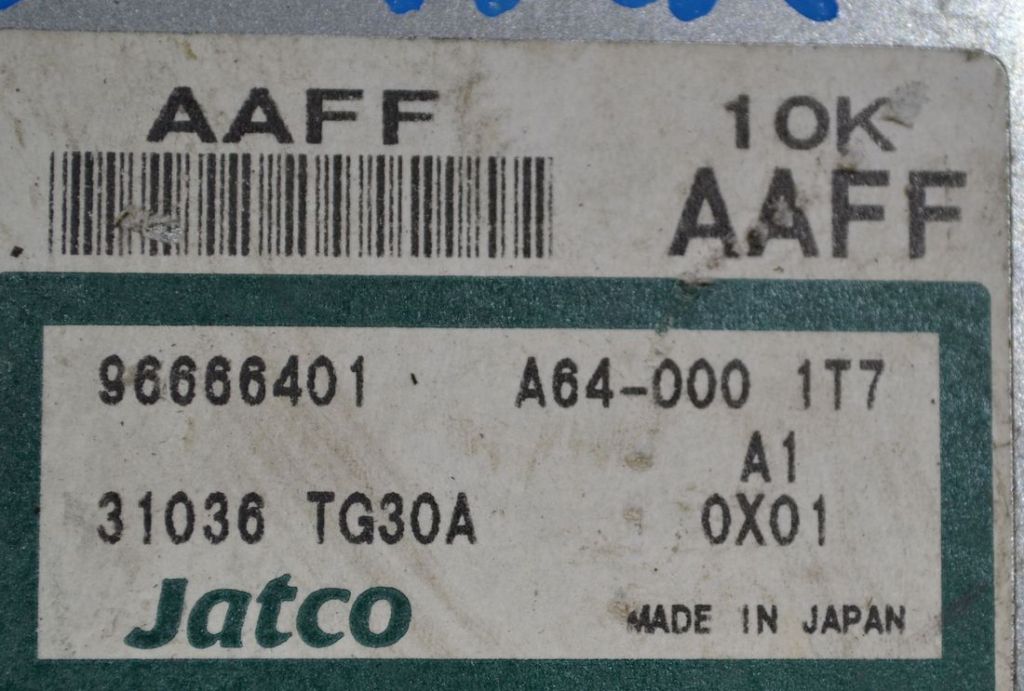 AAFF
10K
AAFF
96666401 A64-000 1T7
A1
31036 TG30A 0X01
Jatco MADE IN JAPAN